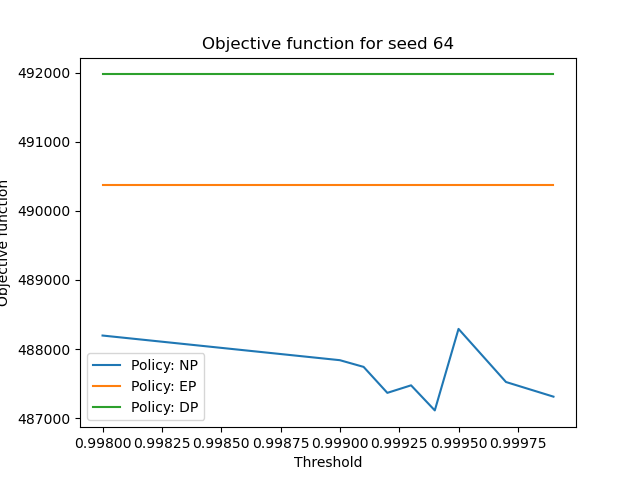 Objective function for seed 64
Objective function
492000
491000
490000
489000
488000
487000
Policy: NP
Policy: EP
Policy: DP
0.99800 0.99825 0.99850 0.99875 0.99900 0.99925 0.99950 0.99975
Threshold